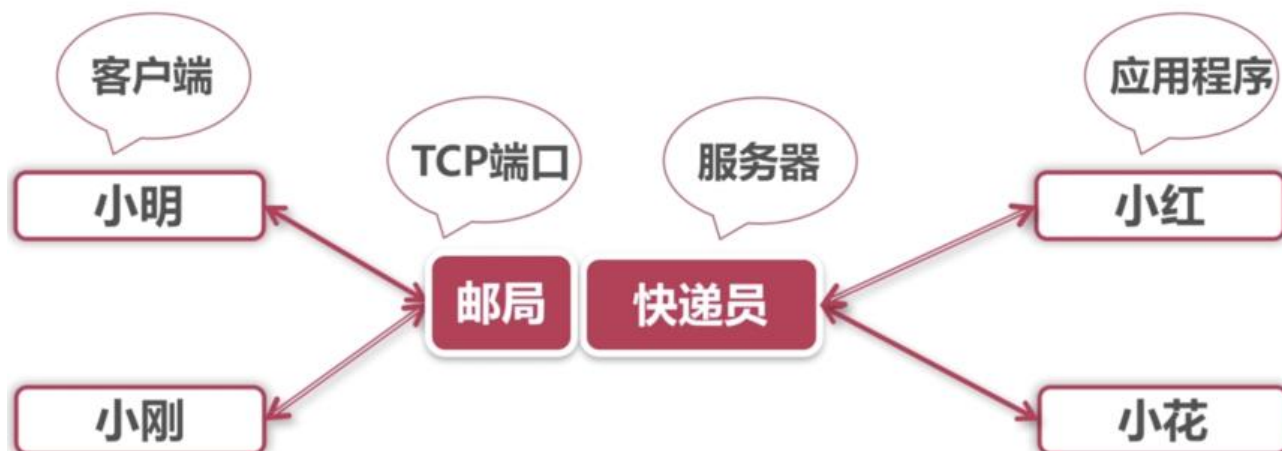 客户端
应用程序
TCP端口
服务器
小明
小红
邮局
快递员
小刚
小花